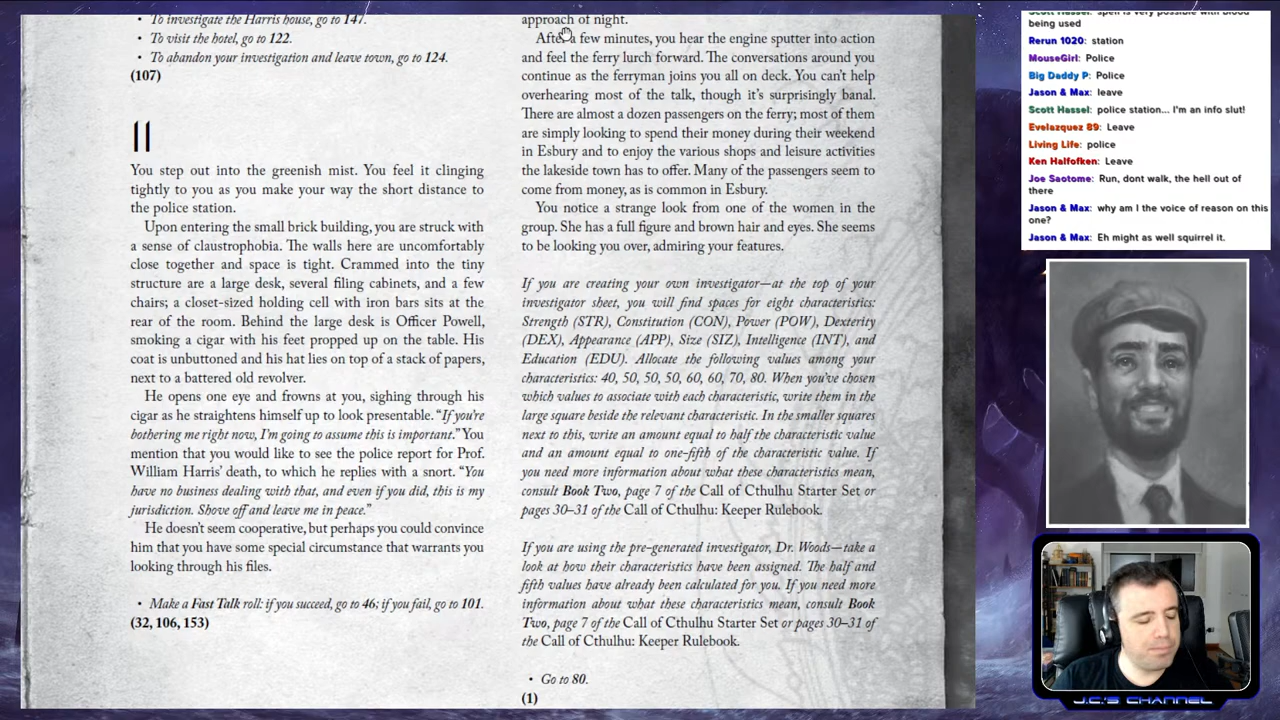 • To investigate the Harris house, go to 147.
• To visit the hotel, go to 122.
• To abandon your investigation and leave town, go to 124.
(107)
11
You step out into the greenish mist. You feel it clinging
tightly to you as you make your way the short distance to
the police station.
Upon entering the small brick building, you are struck with
a sense of claustrophobia. The walls here are uncomfortably
close together and space is tight. Crammed into the tiny
structure are a large desk, several filing cabinets, and a few
chairs; a closet-sized holding cell with iron bars sits at the
rear of the room. Behind the large desk is Officer Powell,
smoking a cigar with his feet propped up on the table. His
coat is unbuttoned and his hat lies on top of a stack of papers,
next to a battered old revolver.
He opens one eye and frowns at you, sighing through his
cigar as he straightens himself up to look presentable. “If you’re
bothering me right now, I’m going to assume this is important.” You
mention that you would like to see the police report for Prof.
William Harris’ death, to which he replies with a snort. “You
have no business dealing with that, and even if you did, this is my
jurisdiction. Shove off and leave me in peace.”
He doesn’t seem cooperative, but perhaps you could convince
him that you have some special circumstance that warrants you
looking through his files.
• Make a Fast Talk roll: if you succeed, go to 46; if you fail, go to 101.
(32, 106, 153)
approach of night.
After a few minutes, you hear the engine sputter into action
and feel the ferry lurch forward. The conversations around you
continue as the ferryman joins you all on deck. You can’t help
overhearing most of the talk, though it’s surprisingly banal.
There are almost a dozen passengers on the ferry; most of them
are simply looking to spend their money during their weekend
in Esbury and to enjoy the various shops and leisure activities
the lakeside town has to offer. Many of the passengers seem to
come from money, as is common in Esbury.
You notice a strange look from one of the women in the
group. She has a full figure and brown hair and eyes. She seems
to be looking you over, admiring your features.
If you are creating your own investigator—at the top of your
investigator sheet, you will find spaces for eight characteristics:
Strength (STR), Constitution (CON), Power (POW), Dexterity
(DEX), Appearance (APP), Size (SIZ), Intelligence (INT), and
Education (EDU). Allocate the following values among your
characteristics: 40, 50, 50, 50, 60, 60, 70, 80. When you’ve chosen
which values to associate with each characteristic, write them in the
large square beside the relevant characteristic. In the smaller squares
next to this, write an amount equal to half the characteristic value
and an amount equal to one-fifth of the characteristic value. If
you need more information about what these characteristics mean,
consult Book Two, page 7 of the Call of Cthulhu Starter Set or
pages 30–31 of the Call of Cthulhu: Keeper Rulebook.
If you are using the pre-generated investigator, Dr. Woods—take a
look at how their characteristics have been assigned. The half and
fifth values have already been calculated for you. If you need more
information about what these characteristics mean, consult Book
Two, page 7 of the Call of Cthulhu Starter Set or pages 30–31 of
the Call of Cthulhu: Keeper Rulebook.
• Go to 80.
(1)
Scott Hassel: spell is very possible with blood
being used
Rerun 1020: station
MouseGirl: Police
Big Daddy P: Police
Jason & Max: leave
Scott Hassel: police station... I'm an info slut!
Evelazquez 89: Leave
Living Life: police
Ken Halfofken: Leave
Joe Saotome: Run, dont walk, the hell out of
there
Jason & Max: why am I the voice of reason on this
one?
Jason & Max: Eh might as well squirrel it.
J.C.'S CHANNEL